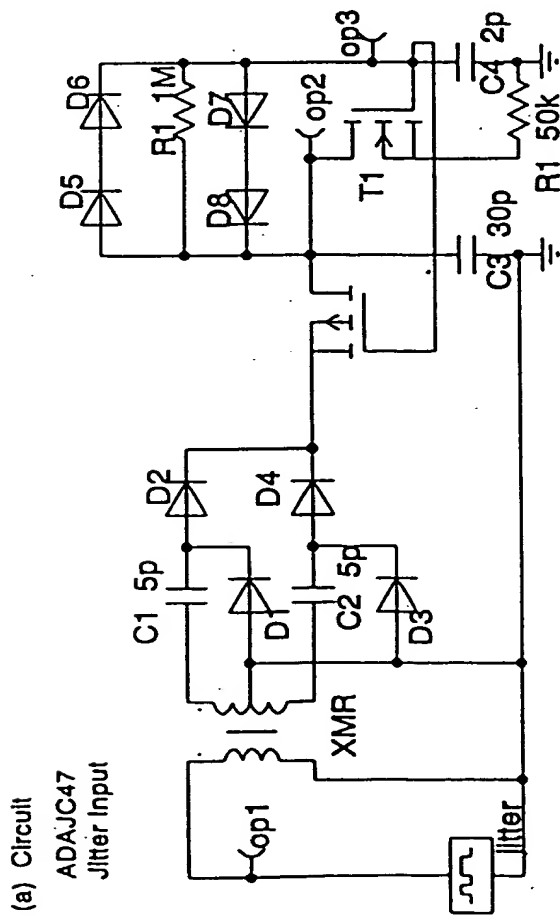 (a) Circuit
ADAJC47
Jitter Input
op1
jitter
XMR
C1
5p
D2
D1
C2
5p
D4
D3
D5
D6
R1 1M
D8
D7
op2
op3
T1
C3 30p
C4 2p
R1 50k